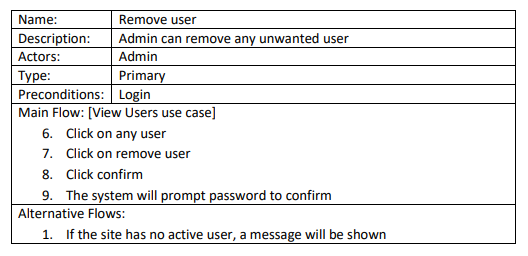 Name: Remove user
Description: Admin can remove any unwanted user
Actors: Admin
Type: Primary
Preconditions: Login
Main Flow: [View Users use case]
6. Click on any user
7. Click on remove user
8. Click confirm
9. The system will prompt password to confirm
Alternative Flows:
1. If the site has no active user, a message will be shown